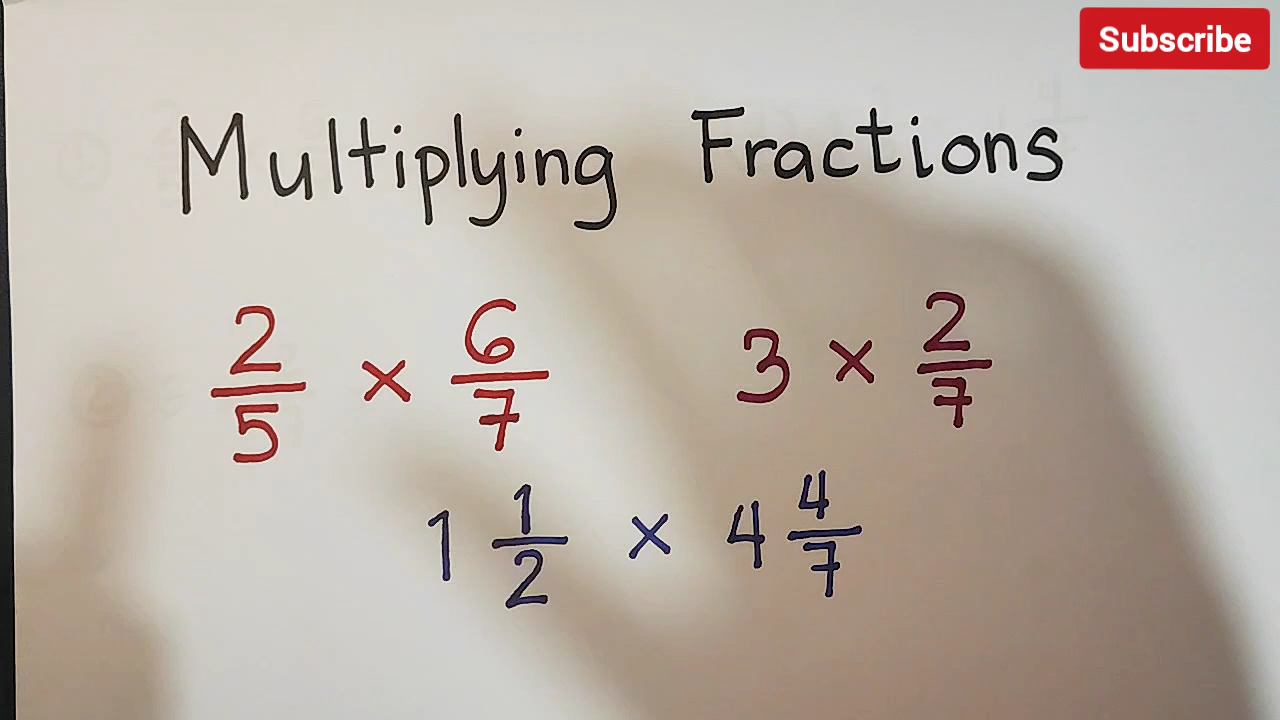 Subscribe
Multiplying Fractions
2/5 × 6/7
3 × 2/7
1 1/2 × 4 4/7